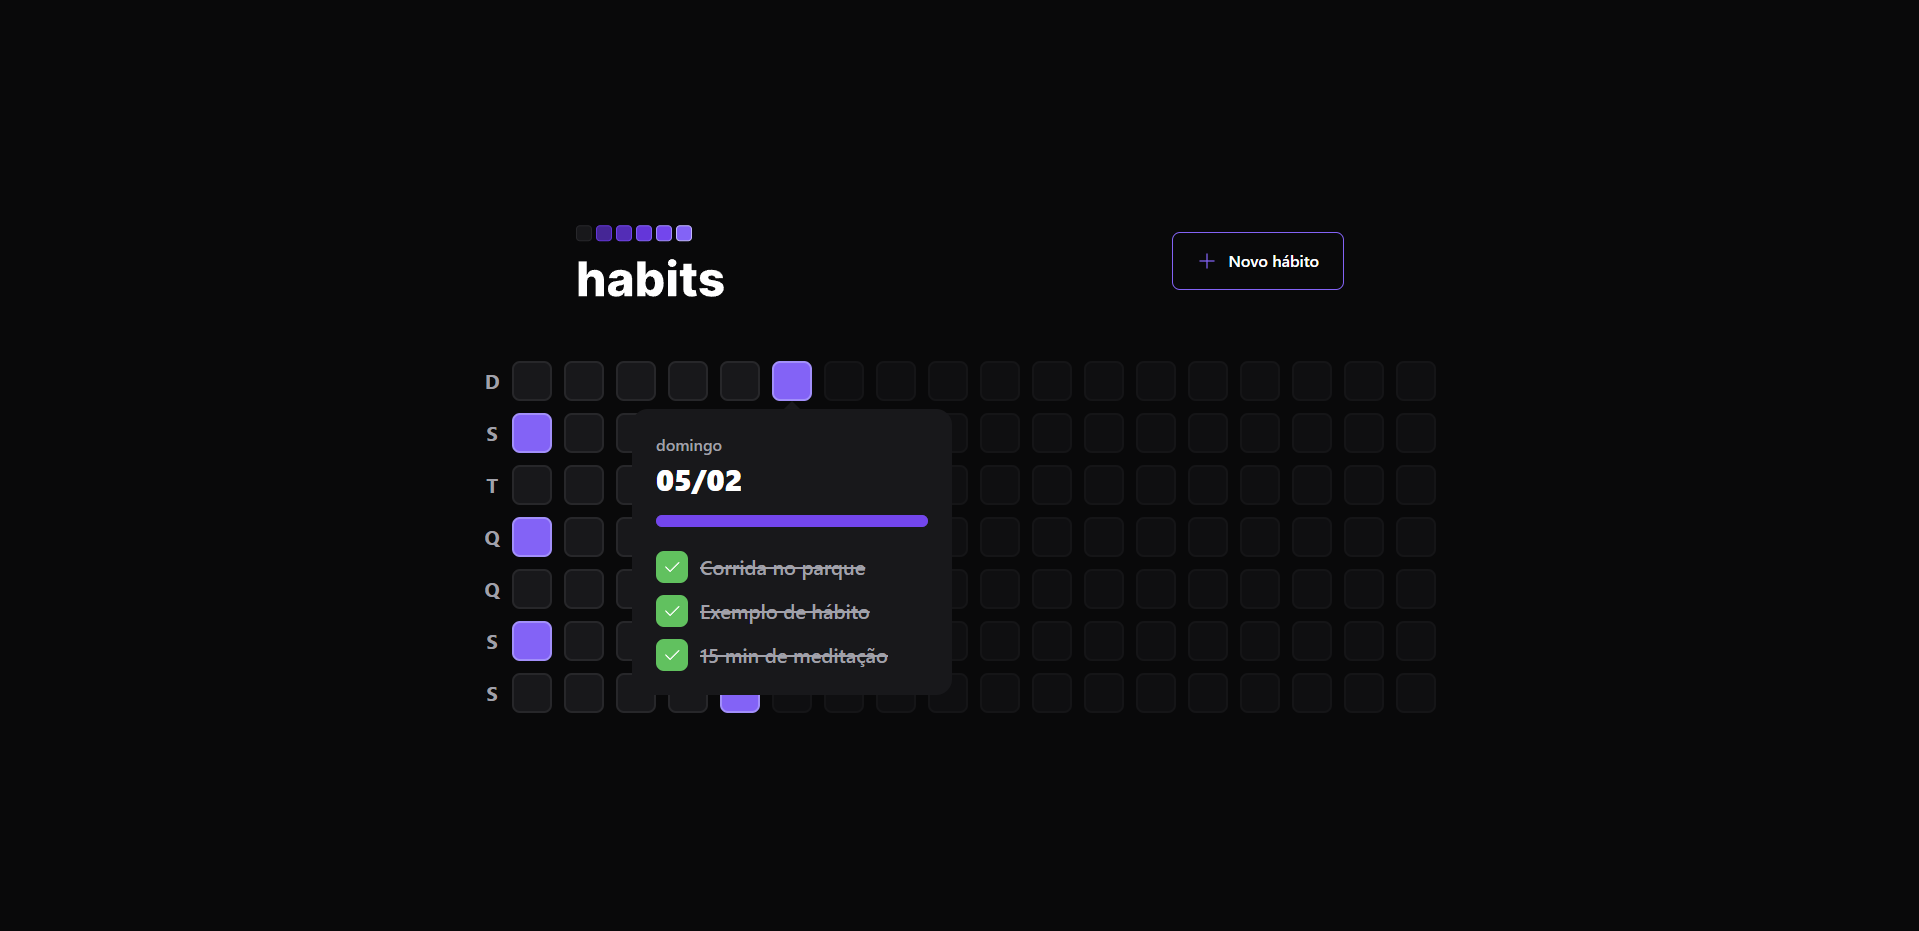 habits
Novo hábito
D
S
domingo
T
05/02
Q
Corrida no parque
Q
Exemplo de hábito
S
15 min de meditação
S